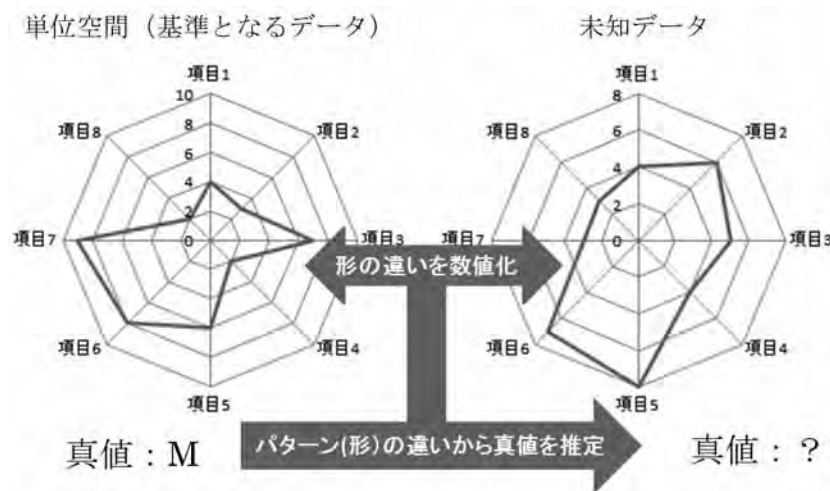 単位空間（基準となるデータ）
未知データ
項目1
項目2
項目3
項目4
項目5
項目6
項目7
項目8
10
8
6
4
2
0
項目1
項目2
項目3
項目4
項目5
項目6
項目7
項目8
8
6
4
2
0
形の違いを数値化
パターン(形)の違いから真値を推定
真値：M
真値：？